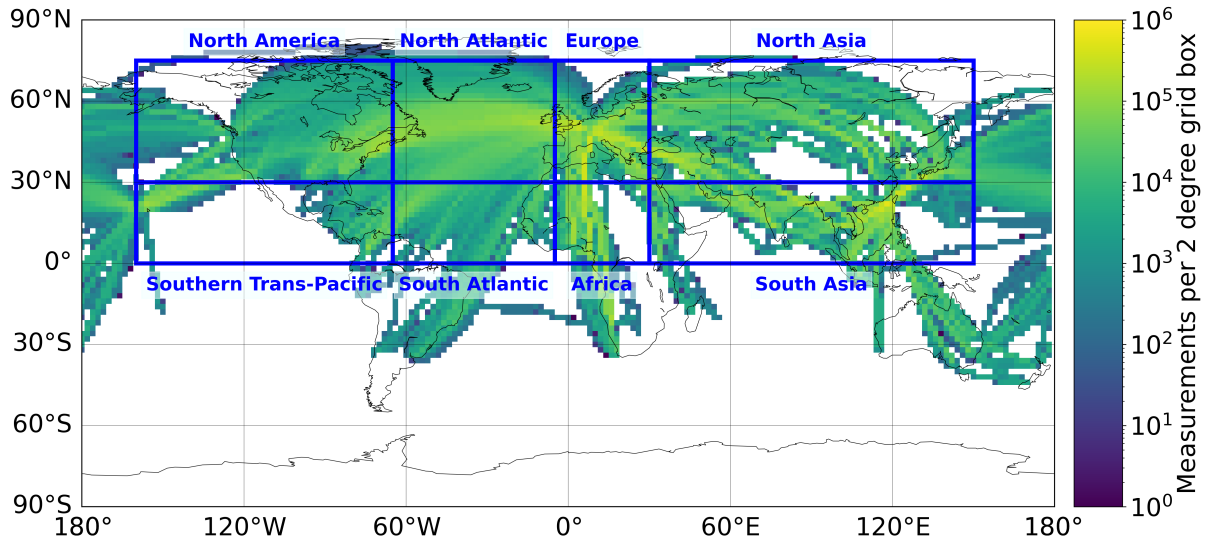 90°N
60°N
30°N
0°
30°S
60°S
90°S
180°
120°W
60°W
0°
60°E
120°E
180°
North America
North Atlantic
Europe
North Asia
Southern Trans-Pacific
South Atlantic
Africa
South Asia
10⁶
10⁵
10⁴
10³
10²
10¹
10⁰
Measurements per 2 degree grid box